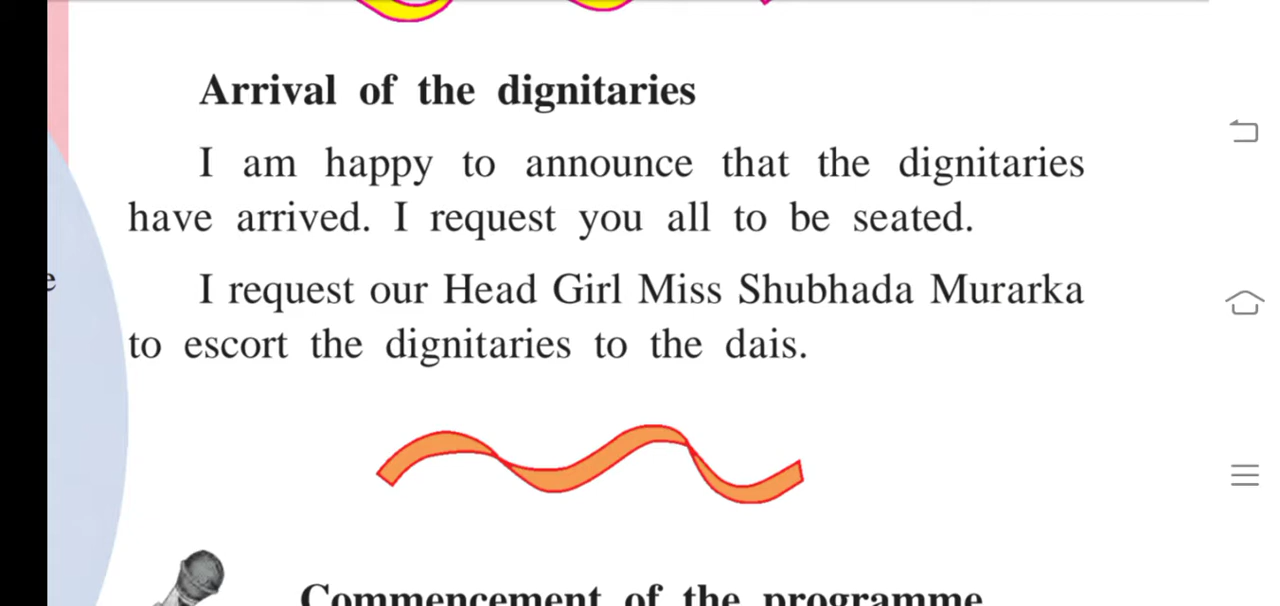 Arrival of the dignitaries
I am happy to announce that the dignitaries
have arrived. I request you all to be seated.
I request our Head Girl Miss Shubhada Murarka
e
to escort the dignitaries to the dais.
Commencement of the programme